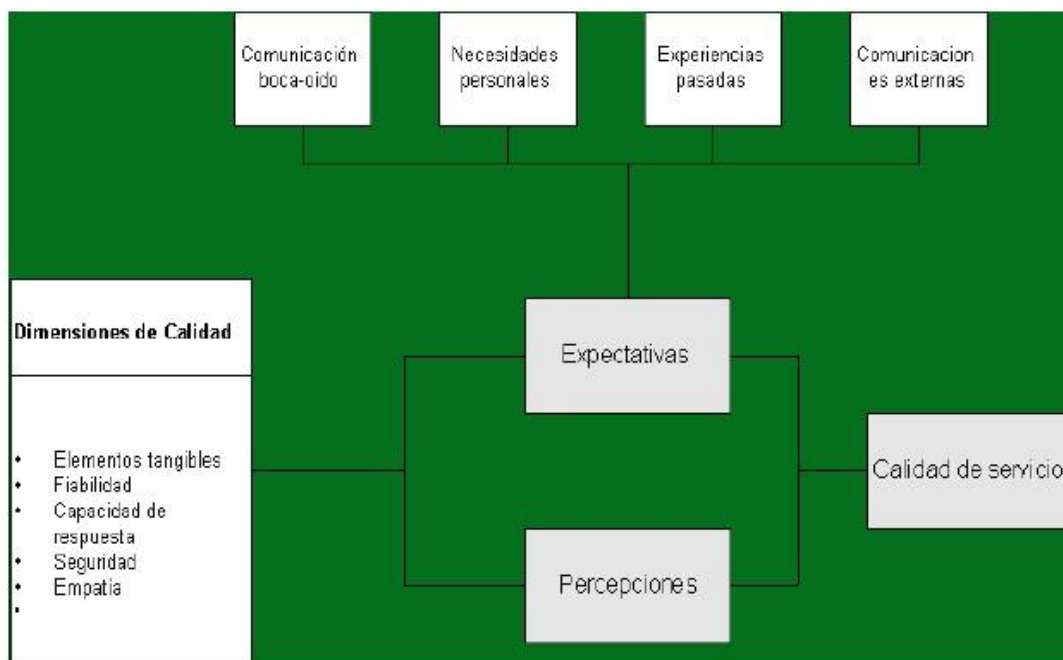 Comunicación
boca-oido
Necesidades
personales
Experiencias
pasadas
Comunicacion
es externas
Dimensiones de Calidad
• Elementos tangibles
• Fiabilidad
• Capacidad de
respuesta
• Seguridad
• Empatia
•
Expectativas
Percepciones
Calidad de servicio